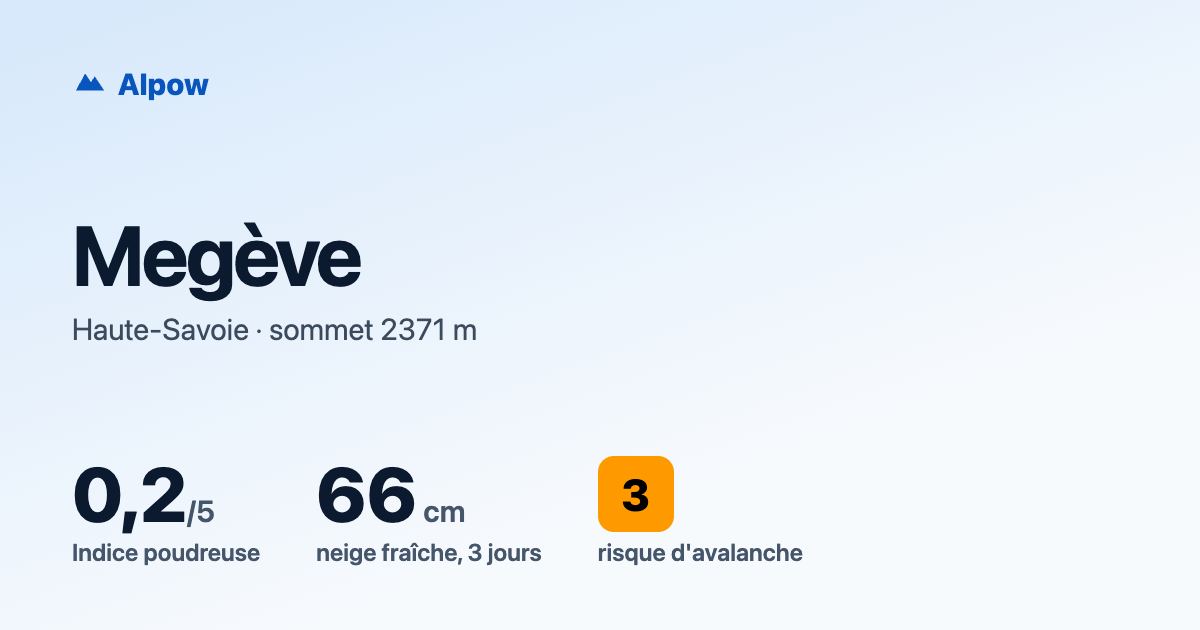 Alpow
Megève
Haute-Savoie · sommet 2371 m
0,2/5
Indice poudreuse
66 cm
neige fraîche, 3 jours
3
risque d'avalanche